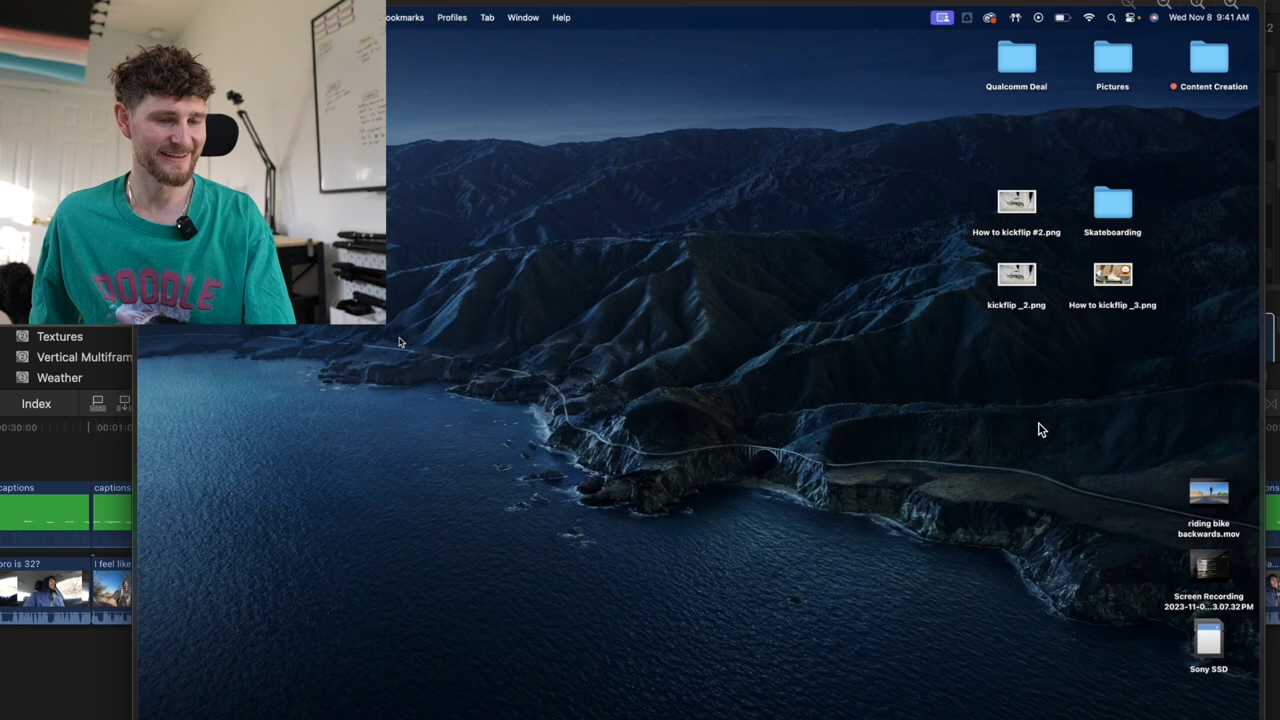 ookmarks Profiles Tab Window Help
Wed Nov 8 9:41 AM
Qualcomm Deal
Pictures
Content Creation
How to kickflip #2.png
Skateboarding
kickflip _2.png
How to kickflip _3.png
DOODLE
Textures
Vertical Multifram
Weather
Index
0:30:00
00:01:0
captions
captions
oro is 32?
I feel like
riding bike
backwards.mov
Screen Recording
2023-11-0...3.07.32 PM
Sony SSD